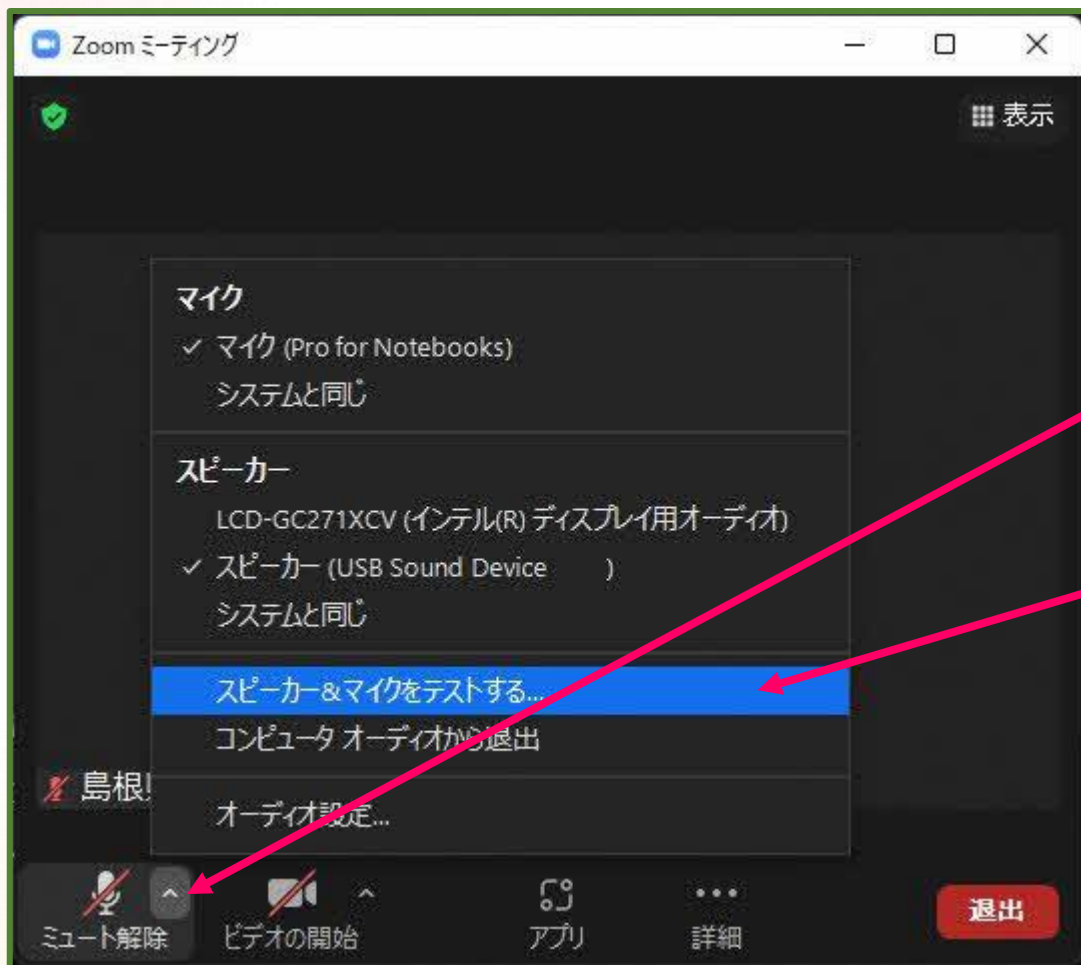 Zoom ミーティング
表示
マイク
✓ マイク (Pro for Notebooks)
システムと同じ
スピーカー
LCD-GC271XCV (インテル(R) ディスプレイ用オーディオ)
✓ スピーカー (USB Sound Device )
システムと同じ
スピーカー&マイクをテストする...
コンピュータ オーディオから退出
オーディオ設定...
島根
ミュート解除
ビデオの開始
アプリ
詳細
退出